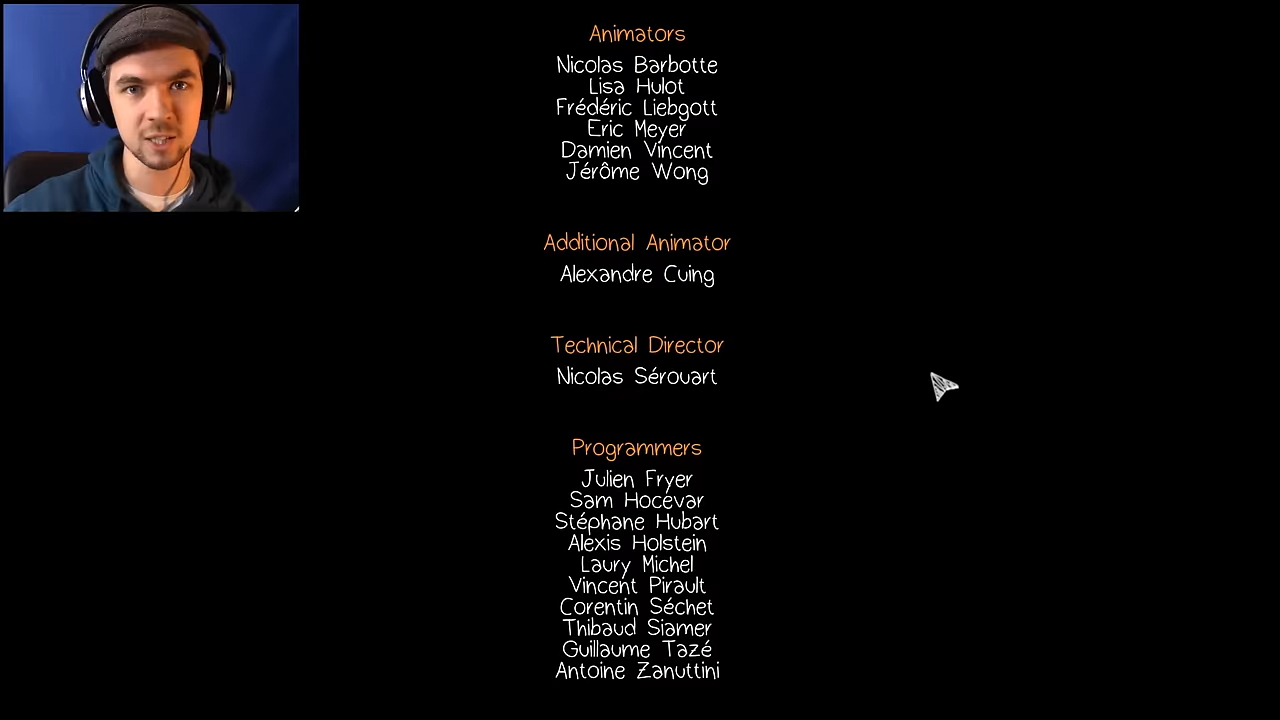 Animators
Nicolas Barbotte
Lisa Hulot
Frédéric Liebgott
Eric Meyer
Damien Vincent
Jérôme Wong
Additional Animator
Alexandre Cuing
Technical Director
Nicolas Sérouart
Programmers
Julien Fryer
Sam Hocevar
Stéphane Hubart
Alexis Holstein
Laury Michel
Vincent Pirault
Corentin Séchet
Thibaud Siamer
Guillaume Tazé
Antoine Zanuttini